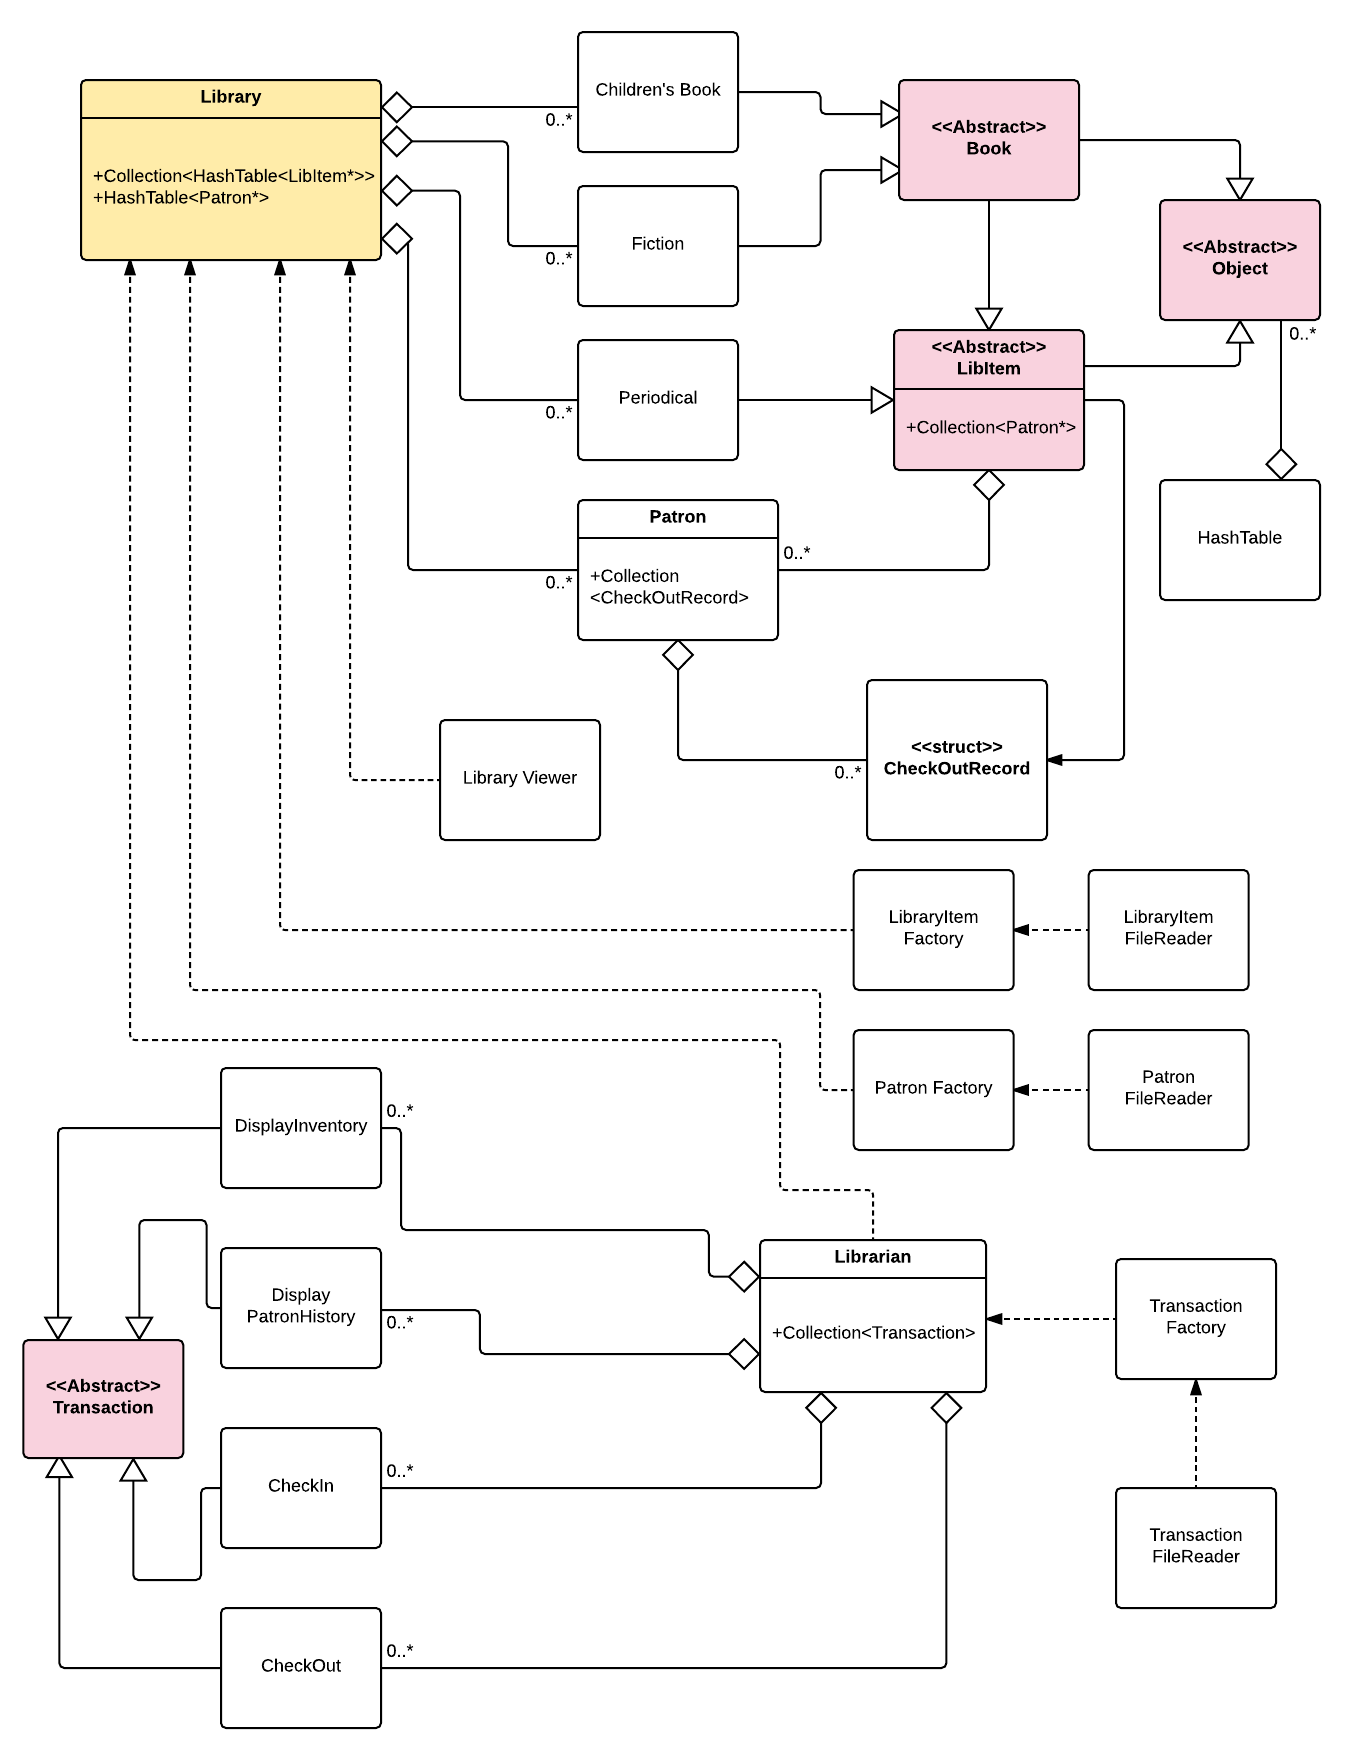 Library
+Collection<HashTable<LibItem*>>
+HashTable<Patron*>
Children's Book
0..*
<<Abstract>>
Book
Fiction
0..*
<<Abstract>>
Object
0..*
Periodical
0..*
<<Abstract>>
LibItem
+Collection<Patron*>
HashTable
Patron
+Collection
<CheckOutRecord>
0..*
0..*
Library Viewer
<<struct>>
CheckOutRecord
0..*
LibraryItem
Factory
LibraryItem
FileReader
Patron Factory
Patron
FileReader
DisplayInventory
0..*
Display
PatronHistory
0..*
Librarian
+Collection<Transaction>
Transaction
Factory
<<Abstract>>
Transaction
CheckIn
0..*
Transaction
FileReader
CheckOut
0..*